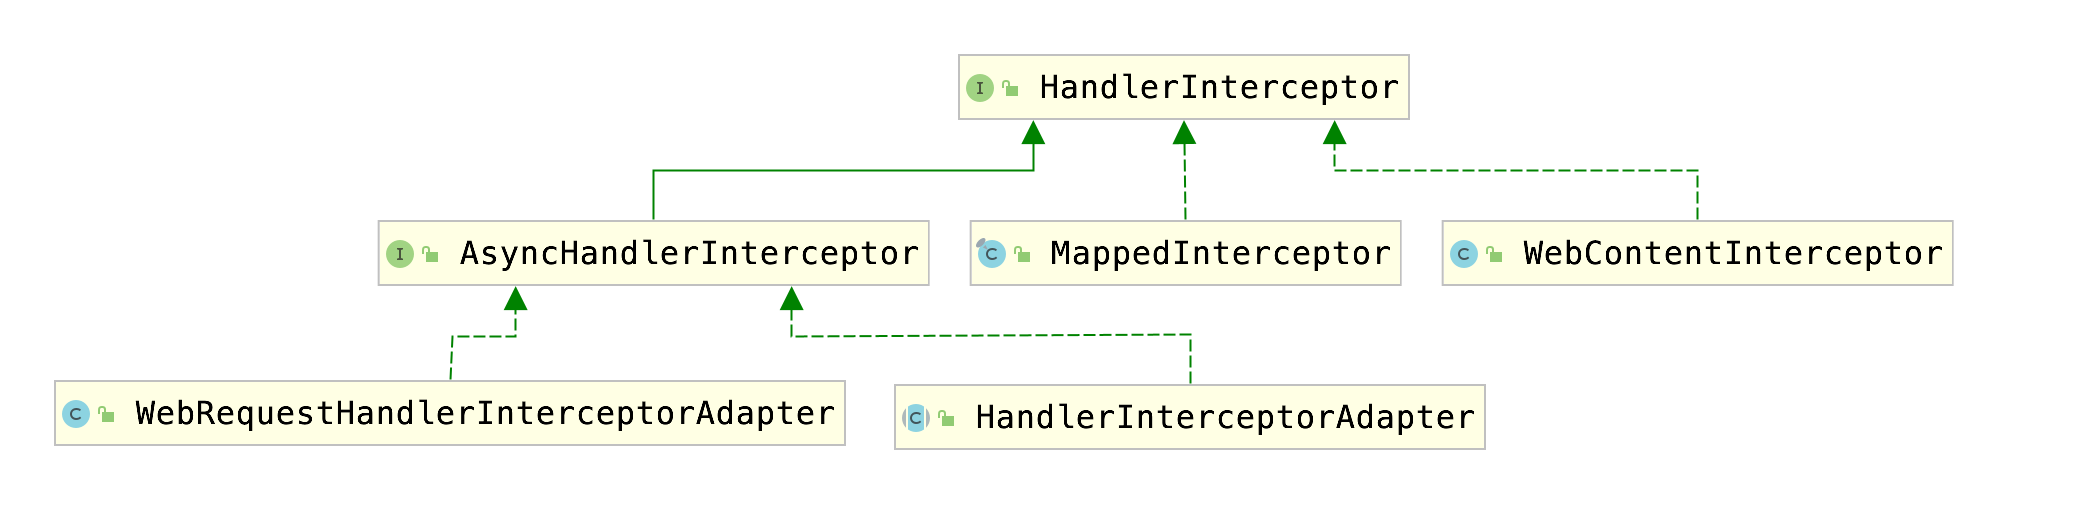 I HandlerInterceptor
I AsyncHandlerInterceptor
C MappedInterceptor
C WebContentInterceptor
C WebRequestHandlerInterceptorAdapter
C HandlerInterceptorAdapter